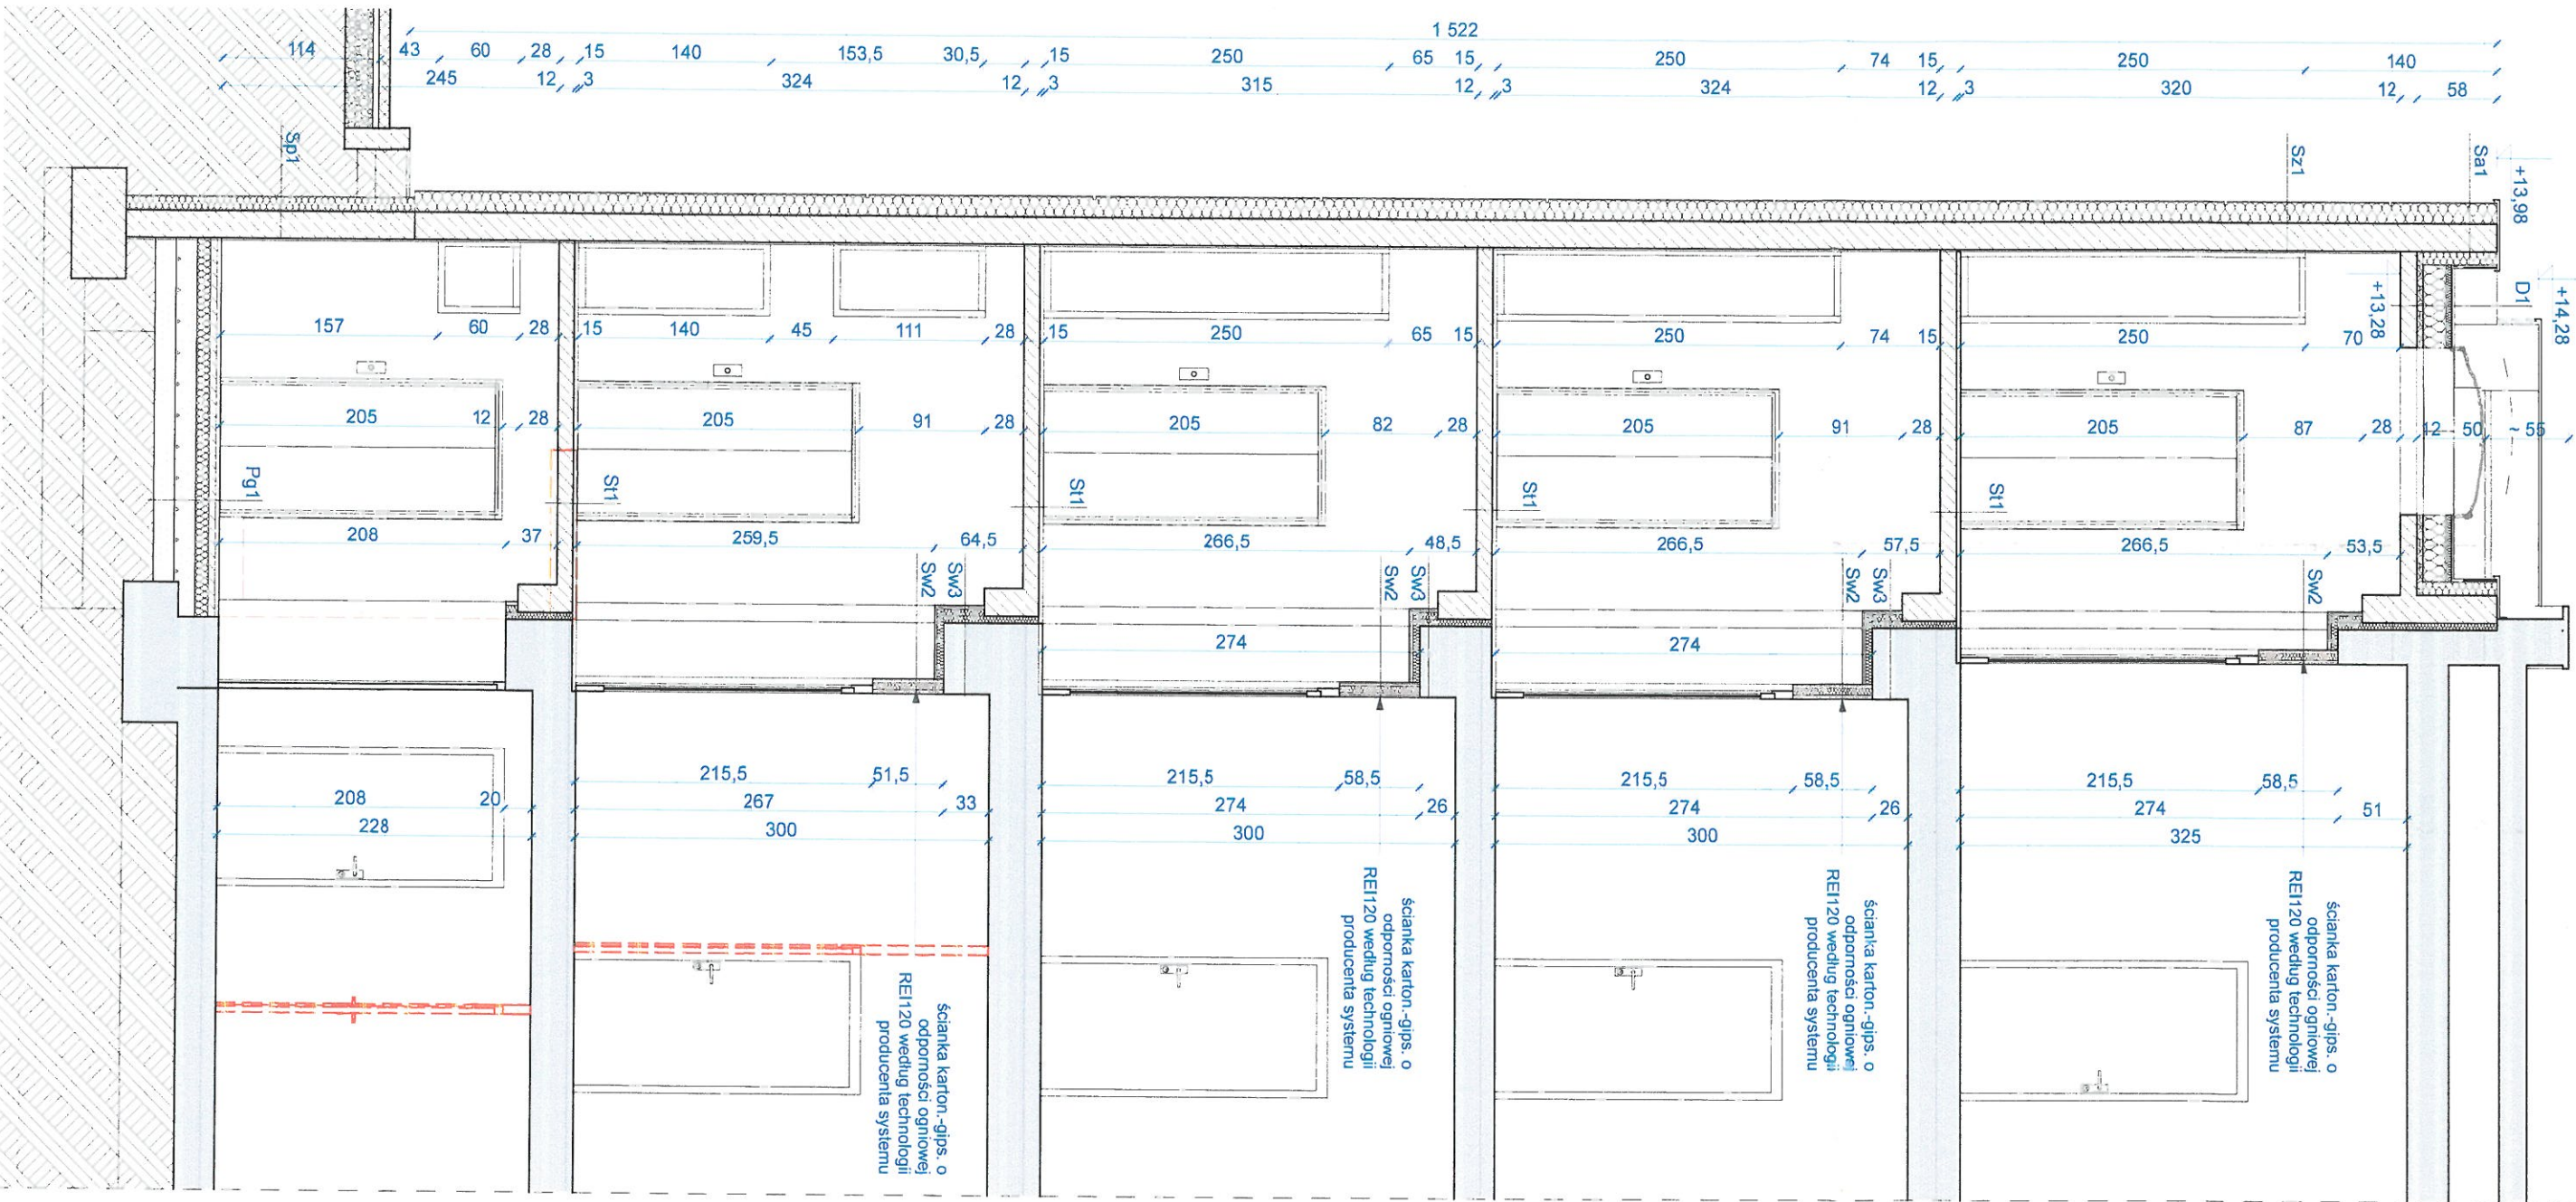 1 522
114 43 60 28 15 140 153,5 30,5 15 250 65 15 250 74 15 250 140
245 12 3 324 12 3 315 12 3 324 12 3 320 12 58
Sp1
Sz1
Sa1
+13,98
D1
+14,28
+13,28
157 60 28 15 140 45 111 28 15 250 65 15 250 74 15 250 70
205 12 28 205 91 28 205 82 28 205 91 28 205 87 28 12 50 ~ 55
Pg1
St1
St1
St1
St1
208 37 259,5 64,5 266,5 48,5 266,5 57,5 266,5 53,5
Sw2
Sw3
Sw2
Sw3
Sw2
Sw3
Sw2
274
274
215,5 51,5 215,5 58,5 215,5 58,5 215,5 58,5
208 20 267 33 274 26 274 26 274 51
228 300 300 300 325
ścianka karton.-gips. o
odporności ogniowej
REI120 według technologii
producenta systemu
ścianka karton.-gips. o
odporności ogniowej
REI120 według technologii
producenta systemu
ścianka karton.-gips. o
odporności ogniowej
REI120 według technologii
producenta systemu
ścianka karton.-gips. o
odporności ogniowej
REI120 według technologii
producenta systemu